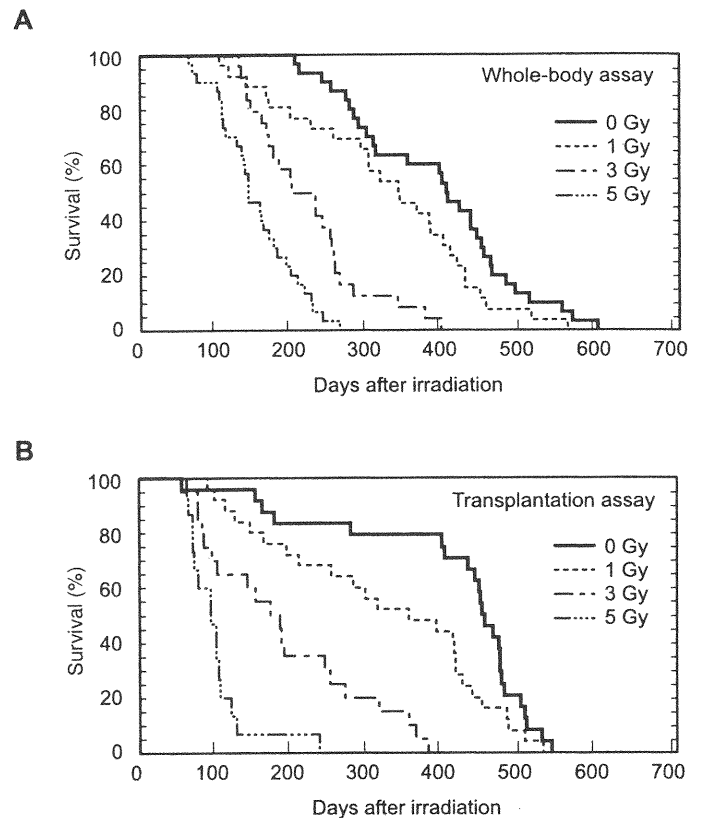 A
Whole-body assay
0 Gy
1 Gy
3 Gy
5 Gy
Survival (%)
100
80
60
40
20
0
0 100 200 300 400 500 600 700
Days after irradiation
B
Transplantation assay
0 Gy
1 Gy
3 Gy
5 Gy
Survival (%)
100
80
60
40
20
0
0 100 200 300 400 500 600 700
Days after irradiation